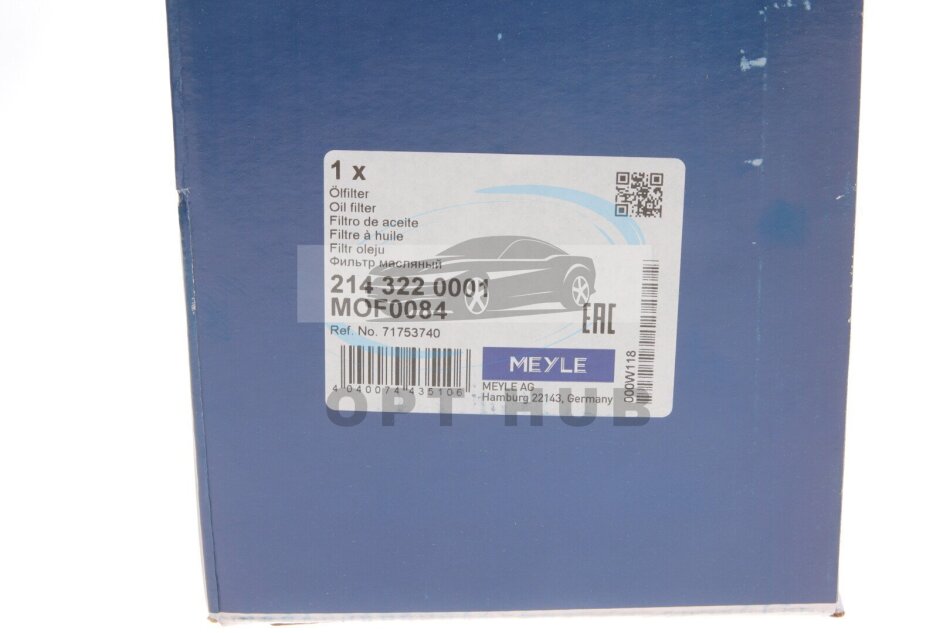 1 x
Ölfilter
Oil filter
Filtro de aceite
Filtre à huile
Filtr oleju
Фильтр масляный
214 322 0001
MOF0084
Ref. No. 71753740
EAC
MEYLE
4 040074 435106
MEYLE AG
Hamburg 22143, Germany
000W118
OPT HUB